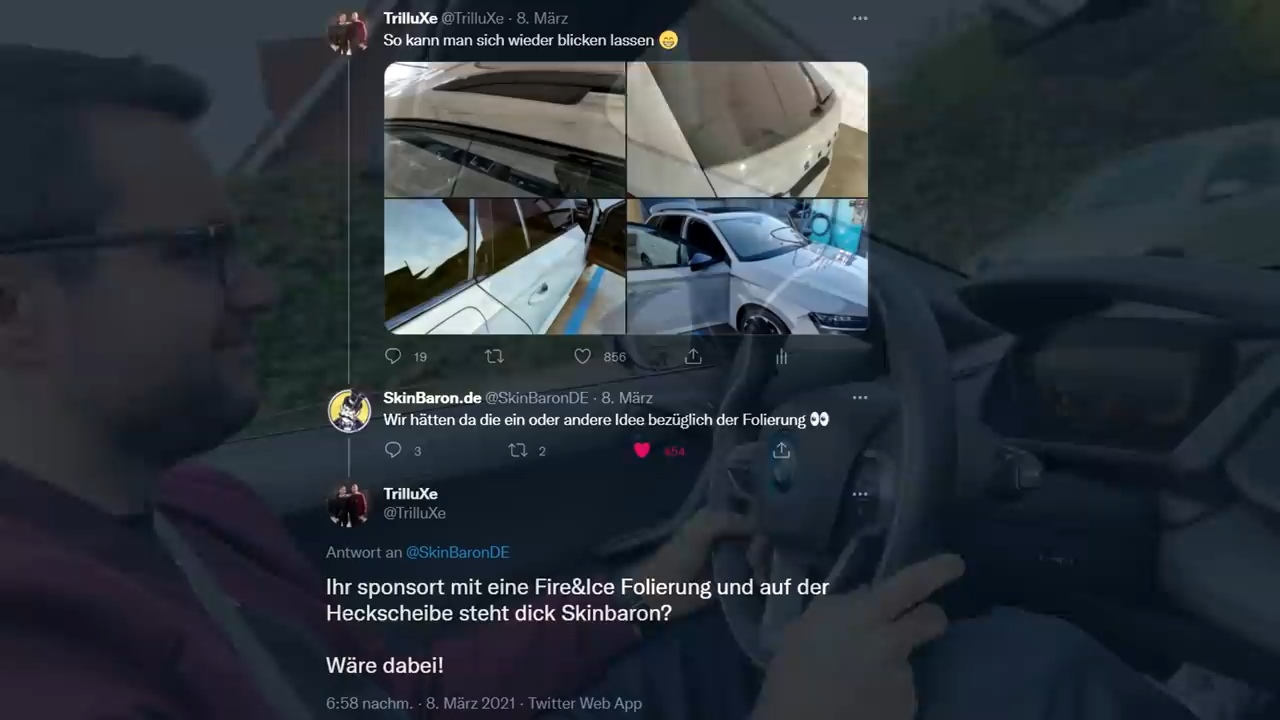 TrilluXe @TrilluXe · 8. März
So kann man sich wieder blicken lassen 😁
19
856
SkinBaron.de @SkinBaronDE · 8. März
Wir hätten da die ein oder andere Idee bezüglich der Folierung 👀
3
2
654
TrilluXe
@TrilluXe
Antwort an @SkinBaronDE
Ihr sponsort mit eine Fire&Ice Folierung und auf der
Heckscheibe steht dick Skinbaron?
Wäre dabei!
6:58 nachm. · 8. März 2021 · Twitter Web App